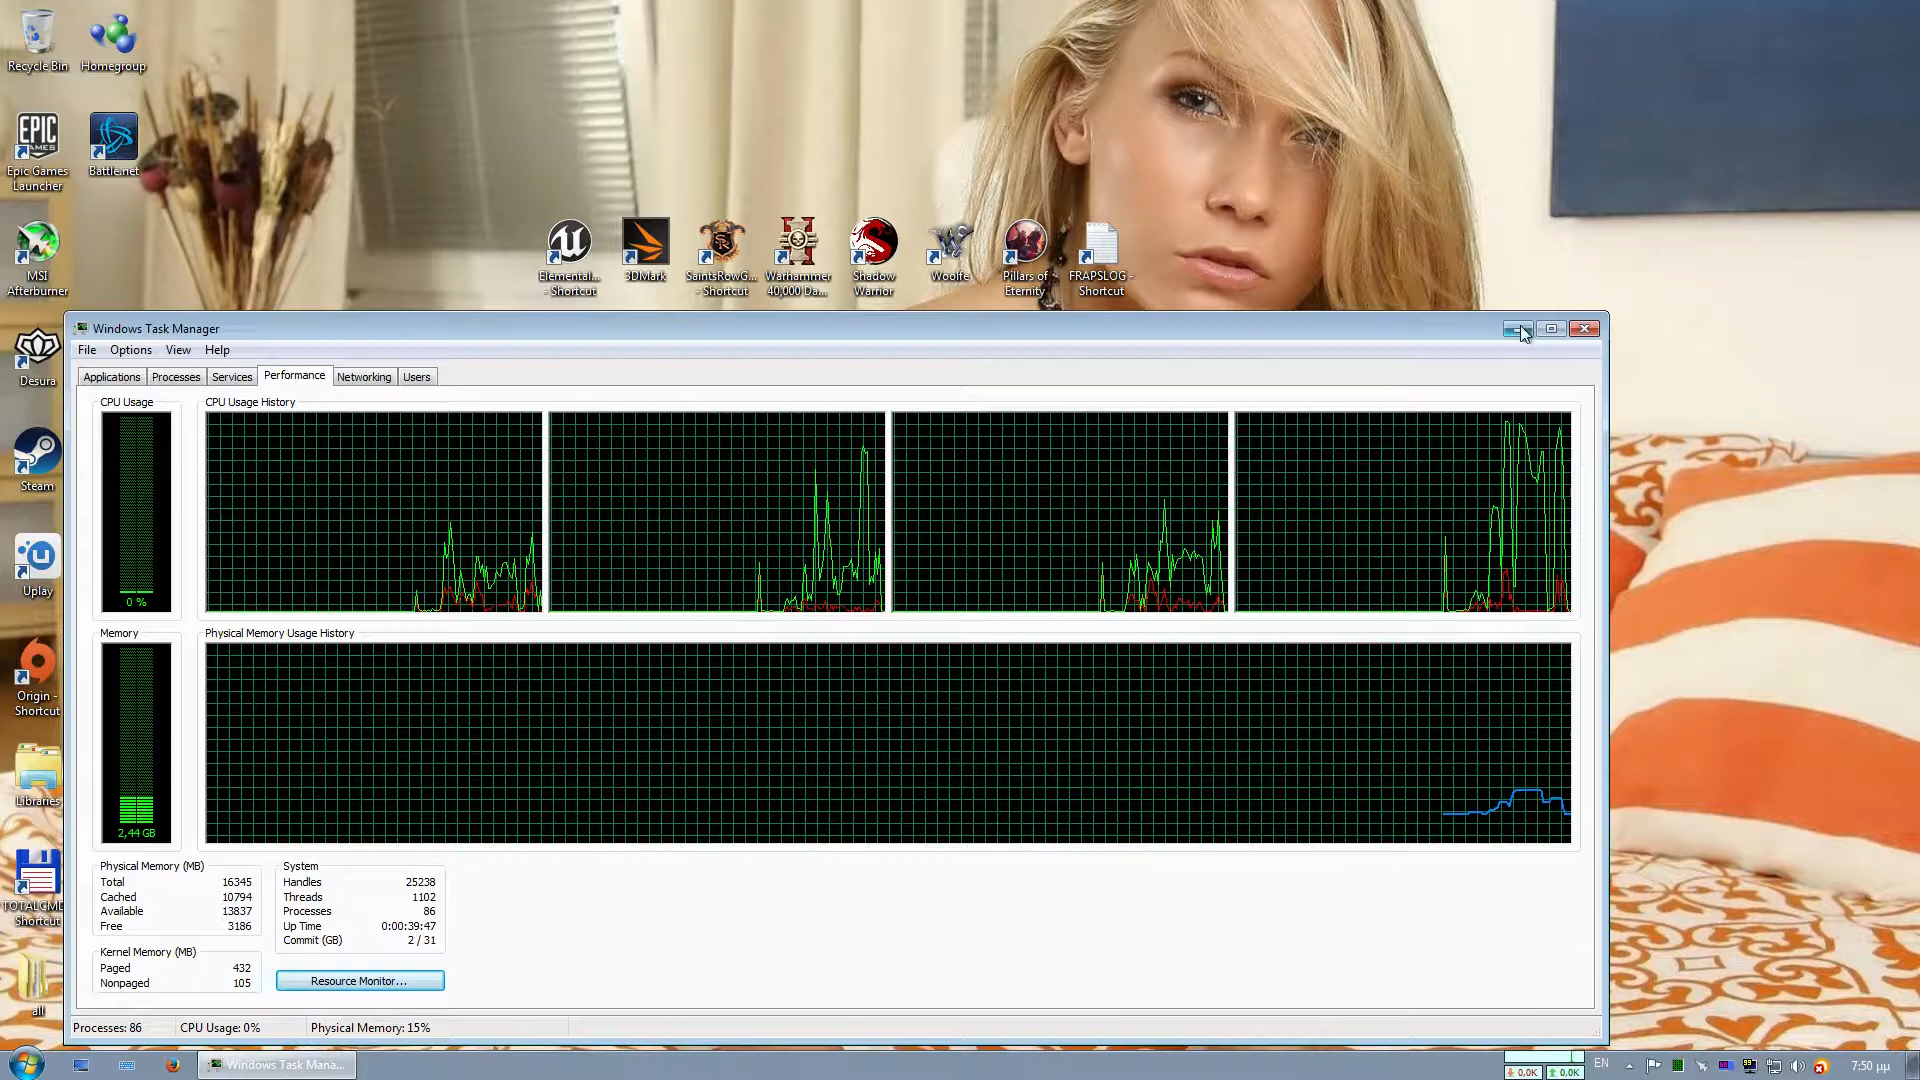 Recycle Bin
Homegroup
EPIC
GAMES
Epic Games
Launcher
Battle.net
MSI
Afterburner
Elemental...
- Shortcut
3DMark
SaintsRowG...
- Shortcut
Warhammer
40,000 Da...
Shadow
Warrior
Woolfe
Pillars of
Eternity
FRAPSLOG -
Shortcut
Desura
Steam
Uplay
Origin -
Shortcut
Libraries
TOTALCMD
Shortcut
all
Windows Task Manager
File Options View Help
Applications Processes Services Performance Networking Users
CPU Usage
CPU Usage History
0 %
Memory
Physical Memory Usage History
2,44 GB
Physical Memory (MB)
Total 16345
Cached 10794
Available 13837
Free 3186
Kernel Memory (MB)
Paged 432
Nonpaged 105
System
Handles 25238
Threads 1102
Processes 86
Up Time 0:00:39:47
Commit (GB) 2 / 31
Resource Monitor...
Processes: 86 CPU Usage: 0% Physical Memory: 15%
Windows Task Mana...
0,0K 0,0K
EN
99
7:50 μμ